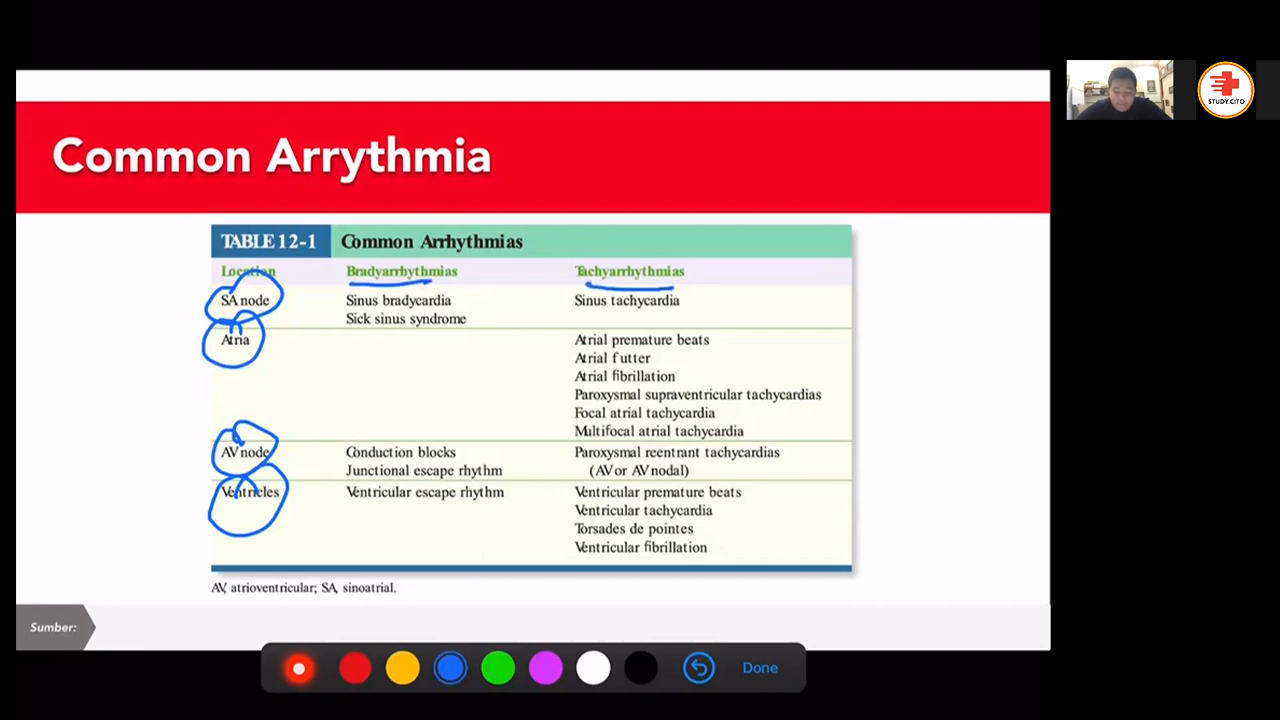 Common Arrythmia
TABLE 12-1 Common Arrhythmias
Location Bradyarrhythmias Tachyarrhythmias
SA node Sinus bradycardia Sinus tachycardia
Sick sinus syndrome
Atria Atrial premature beats
Atrial f utter
Atrial fibrillation
Paroxysmal supraventricular tachycardias
Focal atrial tachycardia
Multifocal atrial tachycardia
AV node Conduction blocks Paroxysmal reentrant tachycardias
Junctional escape rhythm (AV or AV nodal)
Ventricles Ventricular escape rhythm Ventricular premature beats
Ventricular tachycardia
Torsades de pointes
Ventricular fibrillation
AV, atrioventricular; SA, sinoatrial.
Sumber:
Done
STUDY.CITO